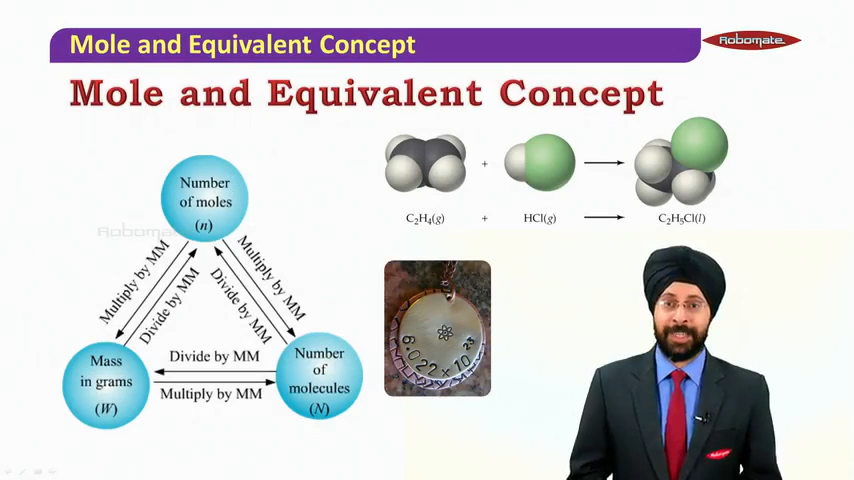 Mole and Equivalent Concept
Robomate
Mole and Equivalent Concept
+
C₂H₄(g) + HCl(g) C₂H₅Cl(l)
Number
of moles
(n)
Robomate
Multiply by MM
Divide by MM
Multiply by MM
Divide by MM
Mass
in grams
(W)
Divide by MM
Multiply by MM
Number
of
molecules
(N)
6.022 x 10²³
Robomate